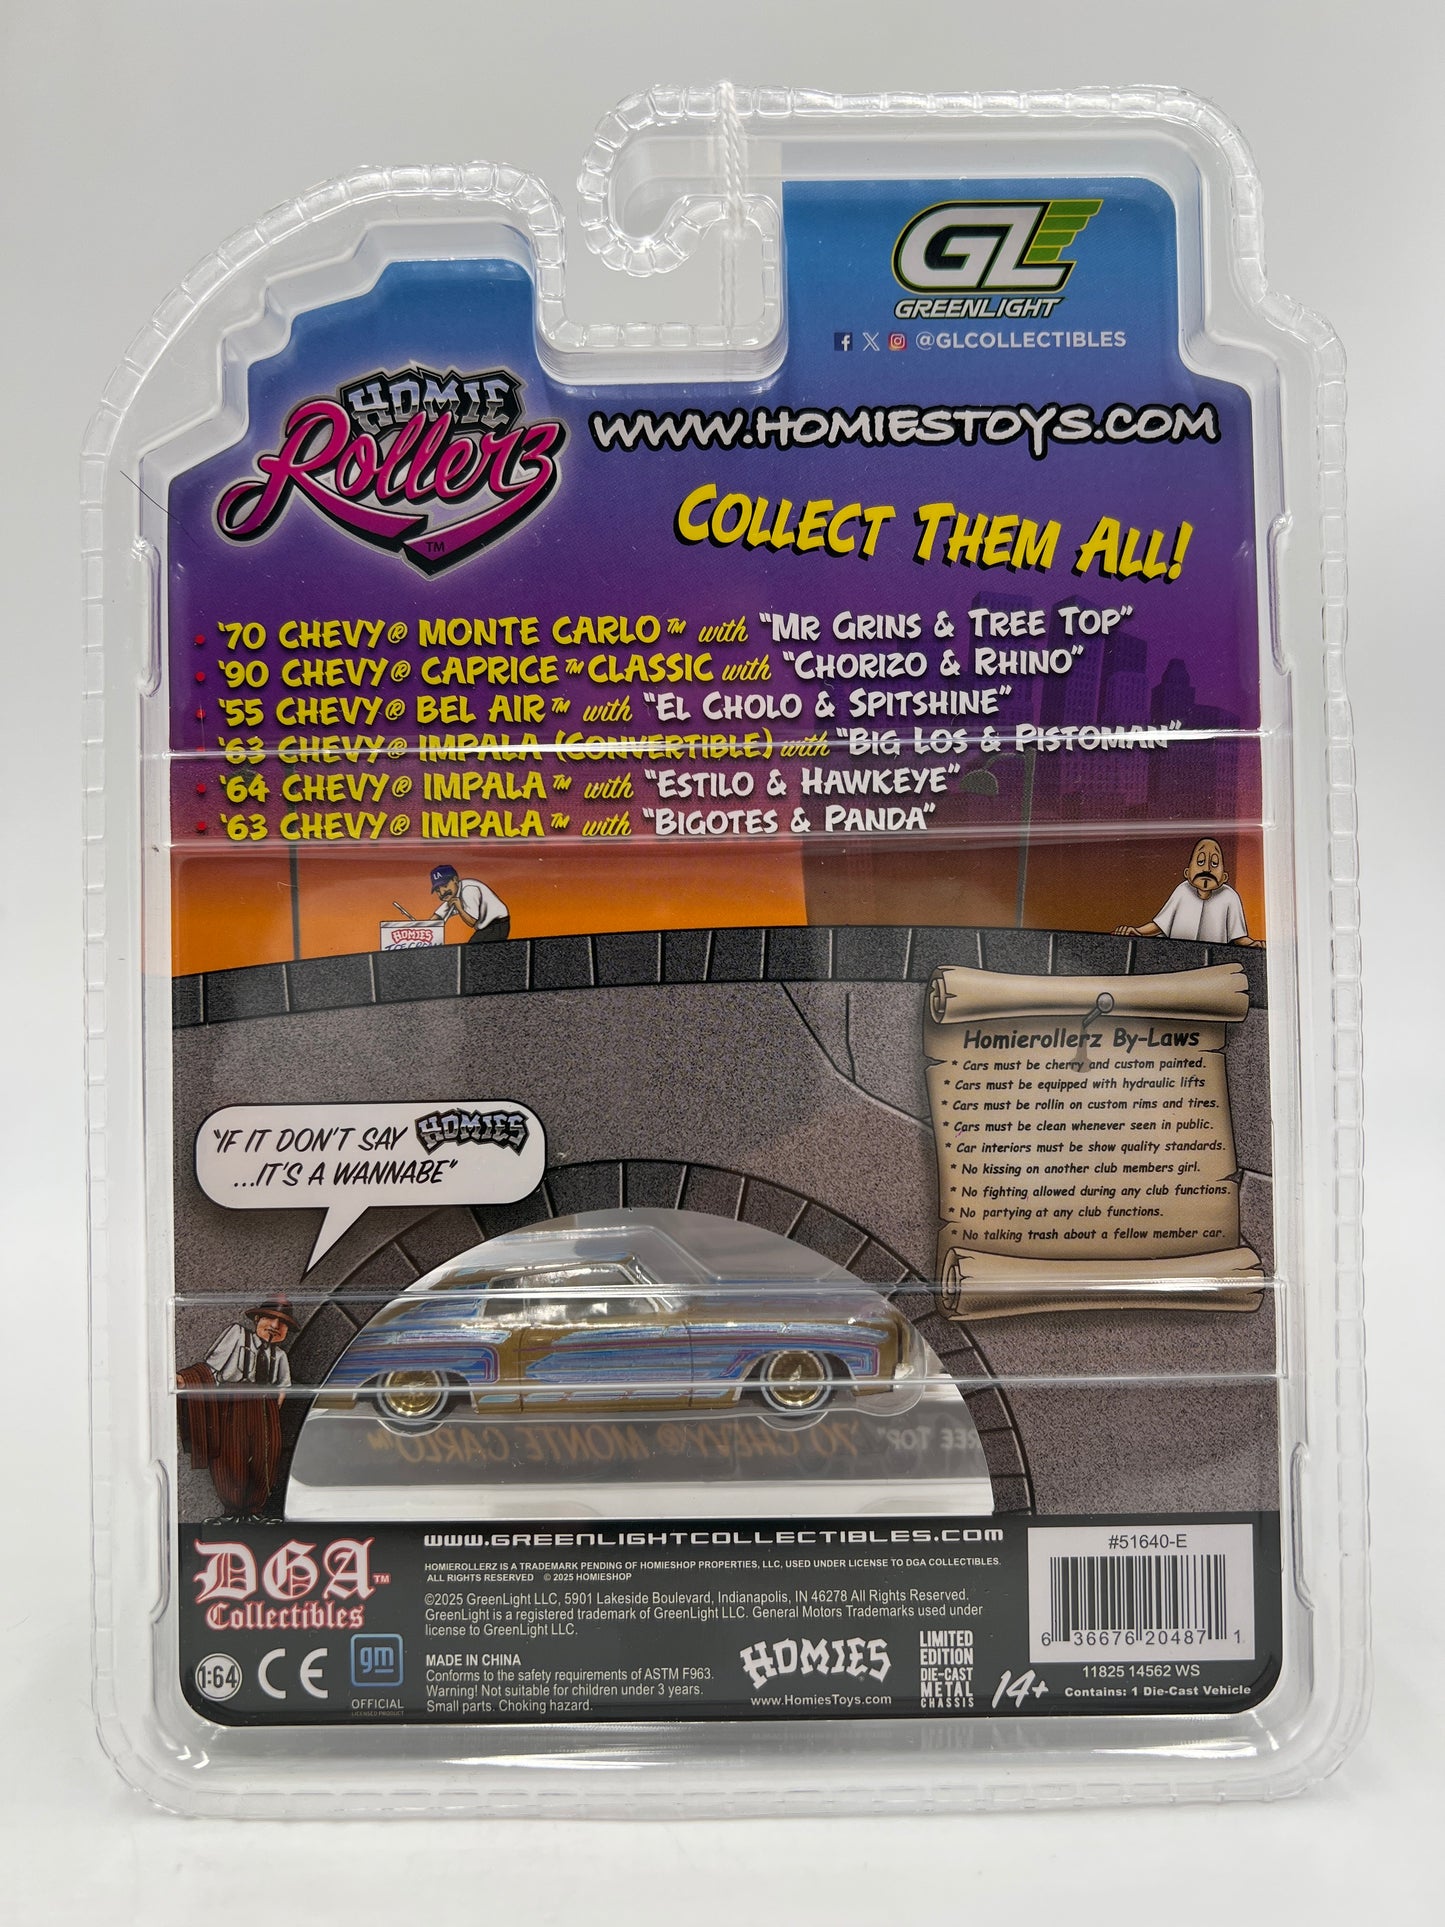 GL
GREENLIGHT
@GLCOLLECTIBLES
HOMIE
Rollerz
TM
WWW.HOMIESTOYS.COM
COLLECT THEM ALL!
• '70 CHEVY® MONTE CARLO™ with "MR GRINS & TREE TOP"
• '90 CHEVY® CAPRICE™ CLASSIC with "CHORIZO & RHINO"
• '55 CHEVY® BEL AIR™ with "EL CHOLO & SPITSHINE"
• '63 CHEVY® IMPALA (CONVERTIBLE) with "BIG LOS & PISTOMAN"
• '64 CHEVY® IMPALA™ with "ESTILO & HAWKEYE"
• '63 CHEVY® IMPALA™ with "BIGOTES & PANDA"
LA
HOMIES
ICE CREAM
Homierollerz By-Laws
* Cars must be cherry and custom painted.
* Cars must be equipped with hydraulic lifts
* Cars must be rollin on custom rims and tires.
* Cars must be clean whenever seen in public.
* Car interiors must be show quality standards.
* No kissing on another club members girl.
* No fighting allowed during any club functions.
* No partying at any club functions.
* No talking trash about a fellow member car.
"IF IT DON'T SAY HOMIES
...IT'S A WANNABE"
'70 CHEVY® MONTE CARLO™
TREE TOP"
DGA™
Collectibles
1:64
CE
gm
OFFICIAL
LICENSED PRODUCT
WWW.GREENLIGHTCOLLECTIBLES.COM
HOMIEROLLERZ IS A TRADEMARK PENDING OF HOMIESHOP PROPERTIES, LLC, USED UNDER LICENSE TO DGA COLLECTIBLES.
ALL RIGHTS RESERVED © 2025 HOMIESHOP
©2025 GreenLight LLC, 5901 Lakeside Boulevard, Indianapolis, IN 46278 All Rights Reserved.
GreenLight is a registered trademark of GreenLight LLC. General Motors Trademarks used under
license to GreenLight LLC.
MADE IN CHINA
Conforms to the safety requirements of ASTM F963.
Warning! Not suitable for children under 3 years.
Small parts. Choking hazard.
HOMIES
www.HomiesToys.com
LIMITED
EDITION
DIE-CAST
METAL
CHASSIS
14+
#51640-E
6 36676 20487 1
11825 14562 WS
Contains: 1 Die-Cast Vehicle